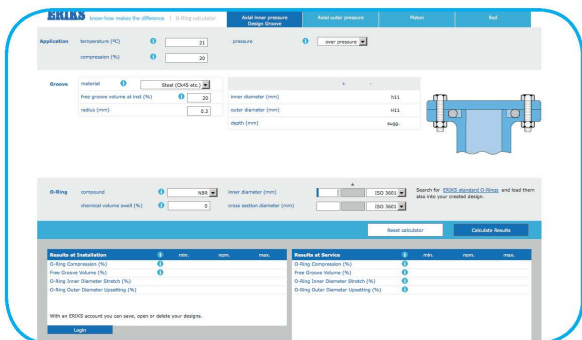 ERIKS know-how makes the difference | O-Ring calculator
Axial inner pressure Design Groove
Axial outer pressure
Piston
Rod
Application
temperature (ºC) 21
pressure over pressure
compression (%) 20
Groove
material Steel (Ck45 etc.)
+ -
free groove volume at inst (%) 20
inner diameter (mm) h11
radius (mm) 0.3
outer diameter (mm) H11
depth (mm) sugg.
±
O-Ring
compound NBR
inner diameter (mm) ISO 3601
chemical volume swell (%) 0
cross section diameter (mm) ISO 3601
Search for ERIKS standard O-Rings and load them
also into your created design.
Reset calculator
Calculate Results
Results at Installation min. nom. max.
O-Ring Compression (%)
Free Groove Volume (%)
O-Ring Inner Diameter Stretch (%)
O-Ring Outer Diameter Upsetting (%)
With an ERIKS account you can save, open or delete your designs.
Login
Results at Service min. nom. max.
O-Ring Compression (%)
Free Groove Volume (%)
O-Ring Inner Diameter Stretch (%)
O-Ring Outer Diameter Upsetting (%)